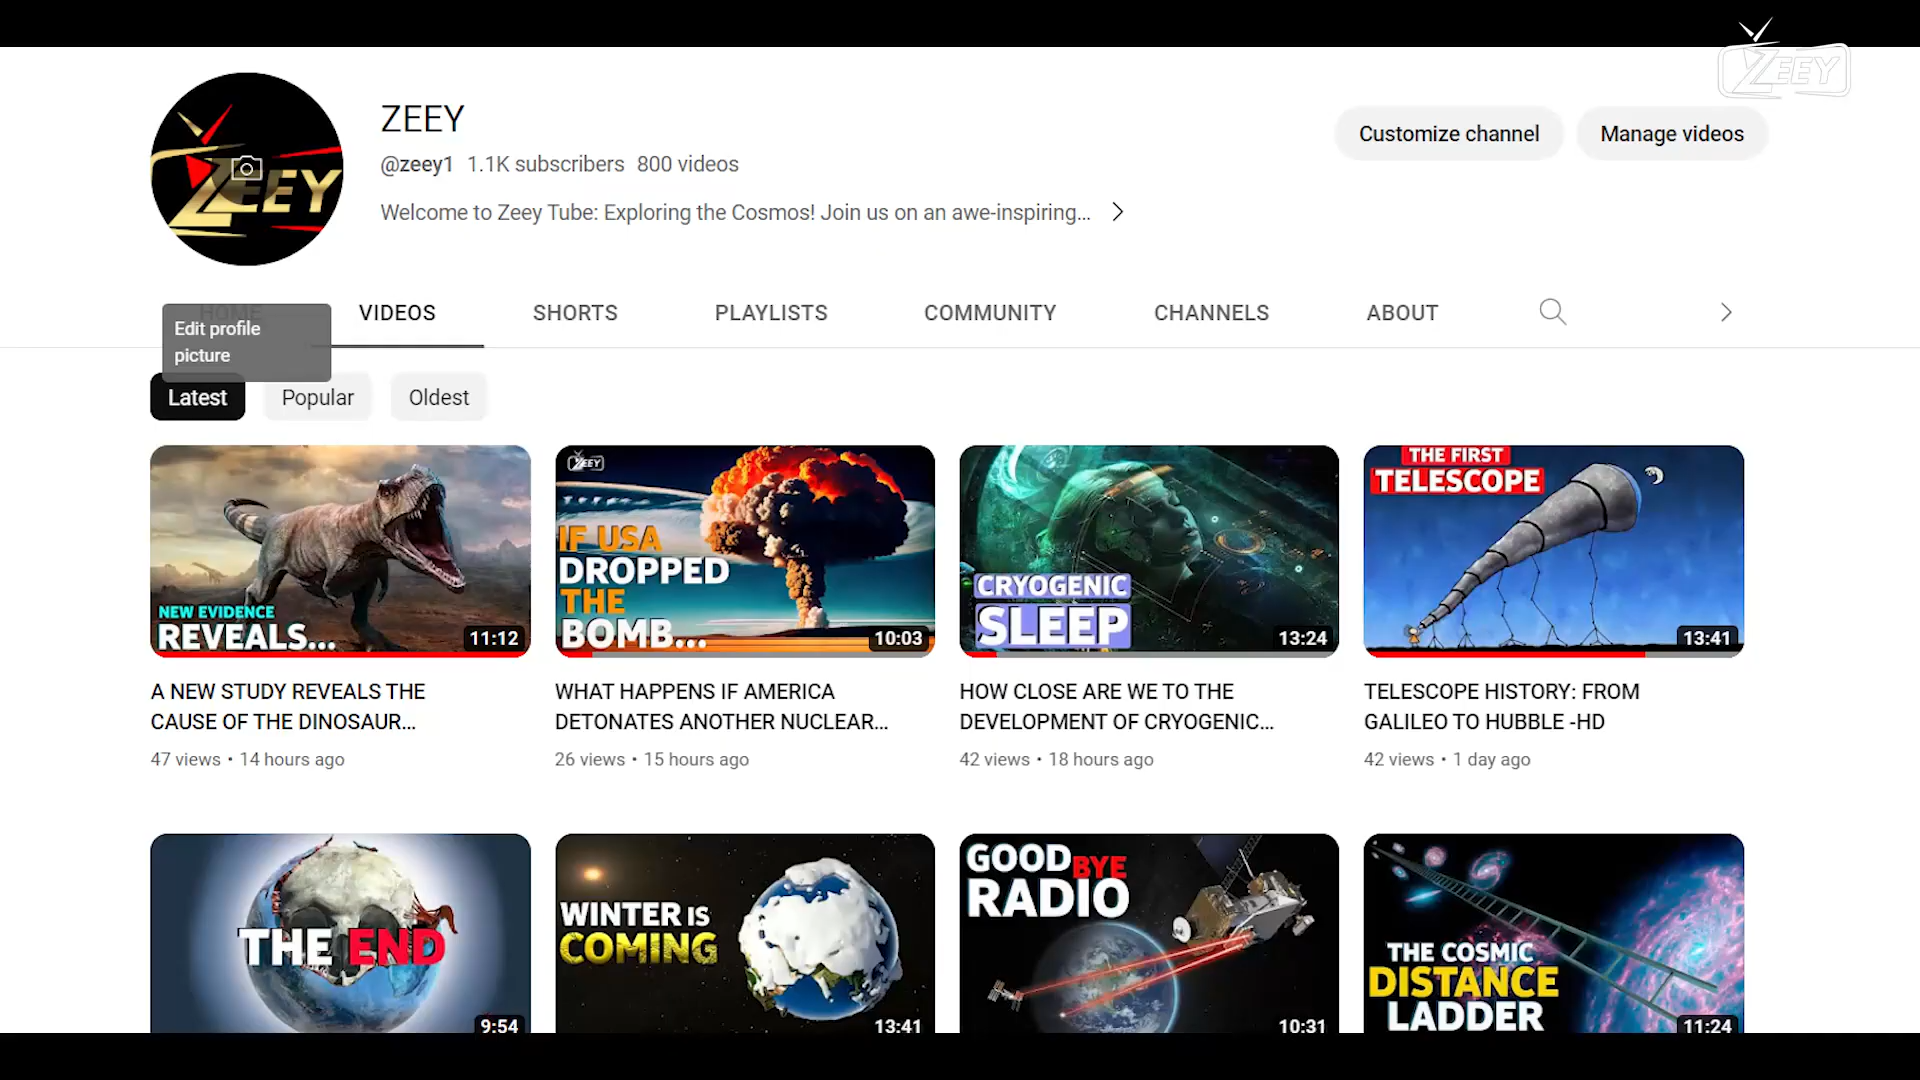 ZEEY
ZEEY
ZEEY
@zeey1 1.1K subscribers 800 videos
Customize channel
Manage videos
Welcome to Zeey Tube: Exploring the Cosmos! Join us on an awe-inspiring...
HOME
VIDEOS
SHORTS
PLAYLISTS
COMMUNITY
CHANNELS
ABOUT
Edit profile
picture
Latest
Popular
Oldest
NEW EVIDENCE
REVEALS...
11:12
ZEEY
IF USA
DROPPED
THE
BOMB...
10:03
CRYOGENIC
SLEEP
13:24
THE FIRST
TELESCOPE
13:41
A NEW STUDY REVEALS THE
CAUSE OF THE DINOSAUR...
47 views • 14 hours ago
WHAT HAPPENS IF AMERICA
DETONATES ANOTHER NUCLEAR...
26 views • 15 hours ago
HOW CLOSE ARE WE TO THE
DEVELOPMENT OF CRYOGENIC...
42 views • 18 hours ago
TELESCOPE HISTORY: FROM
GALILEO TO HUBBLE -HD
42 views • 1 day ago
THE END
9:54
WINTER IS
COMING
13:41
GOOD BYE
RADIO
10:31
THE COSMIC
DISTANCE
LADDER
11:24